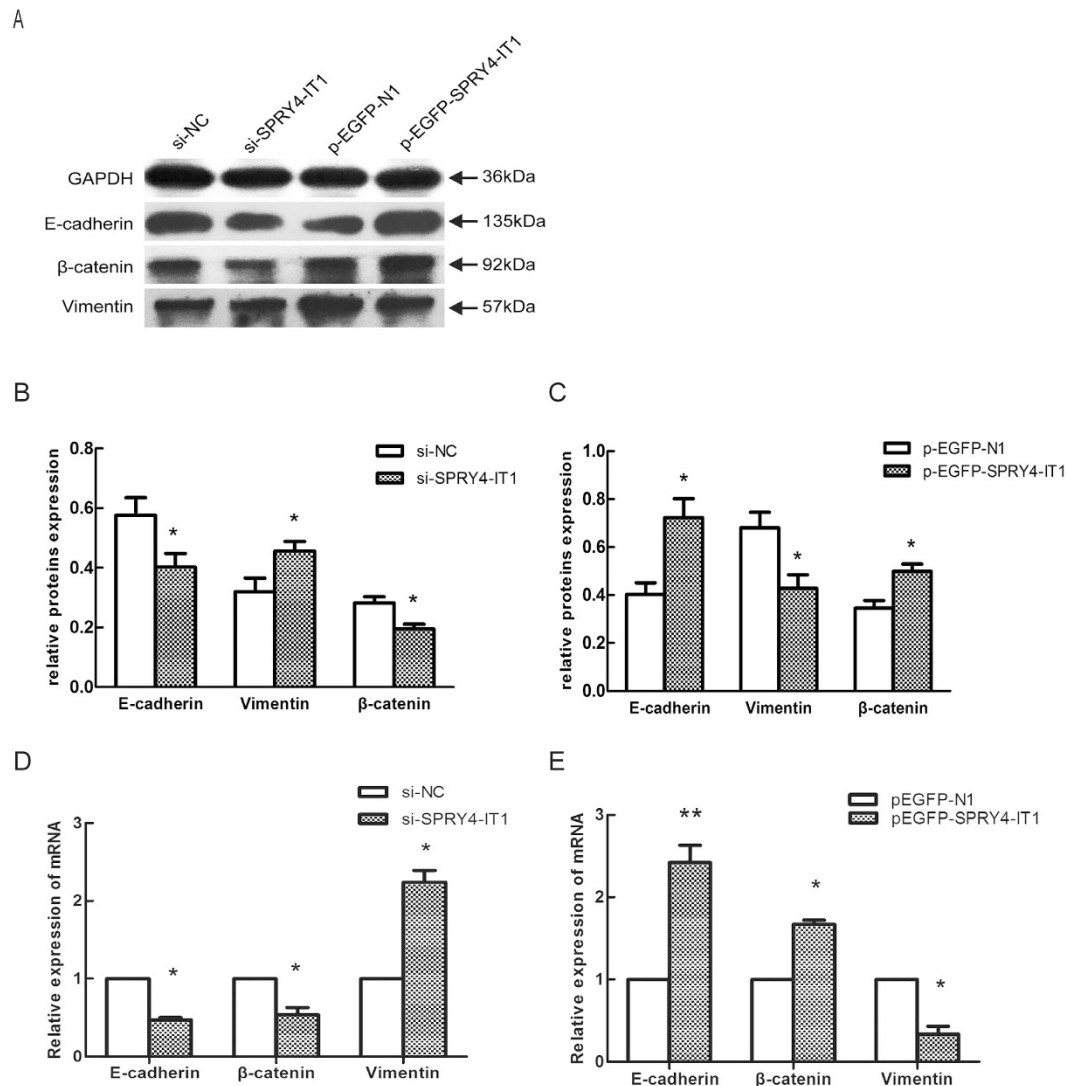 A
si-NC
si-SPRY4-IT1
p-EGFP-N1
p-EGFP-SPRY4-IT1
GAPDH
36kDa
E-cadherin
135kDa
β-catenin
92kDa
Vimentin
57kDa
B
relative proteins expression
0.8
0.6
0.4
0.2
0.0
si-NC
si-SPRY4-IT1
*
*
*
E-cadherin
Vimentin
β-catenin
C
relative proteins expression
1.0
0.8
0.6
0.4
0.2
0.0
p-EGFP-N1
p-EGFP-SPRY4-IT1
*
*
*
E-cadherin
Vimentin
β-catenin
D
Relative expression of mRNA
3
2
1
0
si-NC
si-SPRY4-IT1
*
*
*
E-cadherin
β-catenin
Vimentin
E
Relative expression of mRNA
3
2
1
0
pEGFP-N1
pEGFP-SPRY4-IT1
**
*
*
E-cadherin
β-catenin
Vimentin